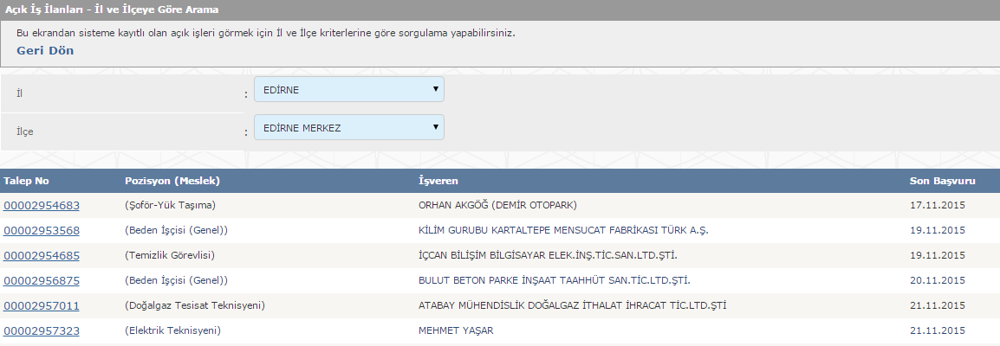 Açık İş İlanları - İl ve İlçeye Göre Arama
Bu ekrandan sisteme kayıtlı olan açık işleri görmek için İl ve İlçe kriterlerine göre sorgulama yapabilirsiniz.
Geri Dön
İl : EDİRNE
İlçe : EDİRNE MERKEZ
Talep No Pozisyon (Meslek) İşveren Son Başvuru
00002954683 (Şoför-Yük Taşıma) ORHAN AKGÖĞ (DEMİR OTOPARK) 17.11.2015
00002953568 (Beden İşçisi (Genel)) KİLİM GURUBU KARTALTEPE MENSUCAT FABRİKASI TÜRK A.Ş. 19.11.2015
00002954685 (Temizlik Görevlisi) İÇCAN BİLİŞİM BİLGİSAYAR ELEK.İNŞ.TİC.SAN.LTD.ŞTİ. 19.11.2015
00002956875 (Beden İşçisi (Genel)) BULUT BETON PARKE İNŞAAT TAAHHÜT SAN.TİC.LTD.ŞTİ. 20.11.2015
00002957011 (Doğalgaz Tesisat Teknisyeni) ATABAY MÜHENDİSLİK DOĞALGAZ İTHALAT İHRACAT TİC.LTD.ŞTİ 21.11.2015
00002957323 (Elektrik Teknisyeni) MEHMET YAŞAR 21.11.2015